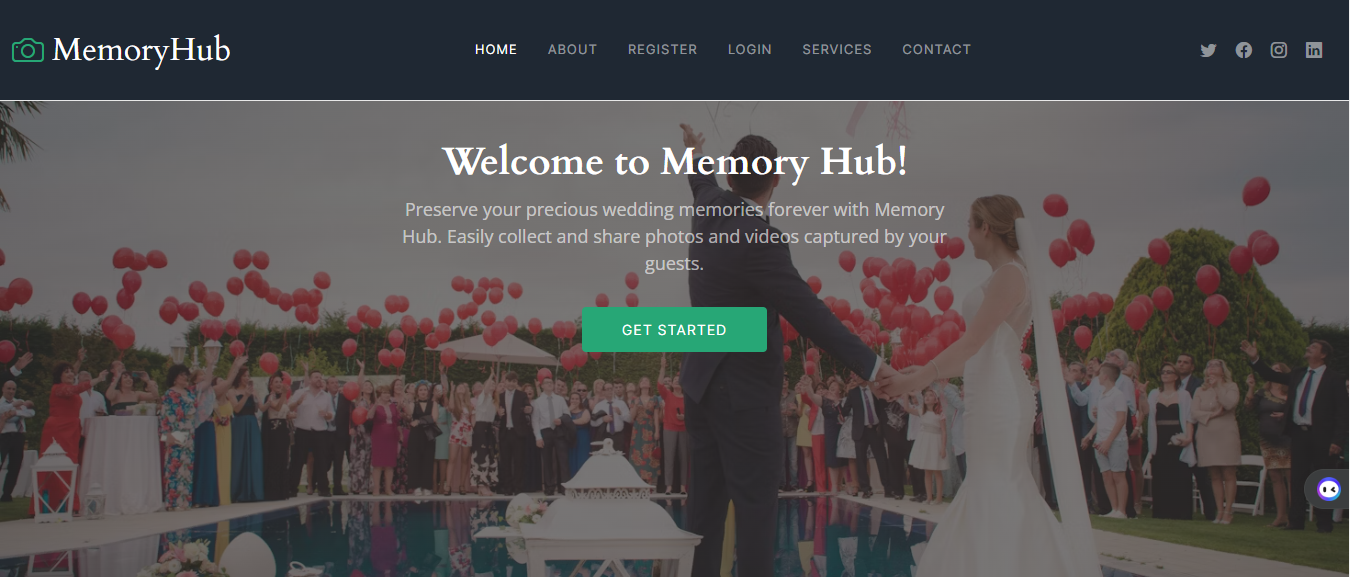 MemoryHub
HOME ABOUT REGISTER LOGIN SERVICES CONTACT
Welcome to Memory Hub!
Preserve your precious wedding memories forever with Memory
Hub. Easily collect and share photos and videos captured by your
guests.
GET STARTED